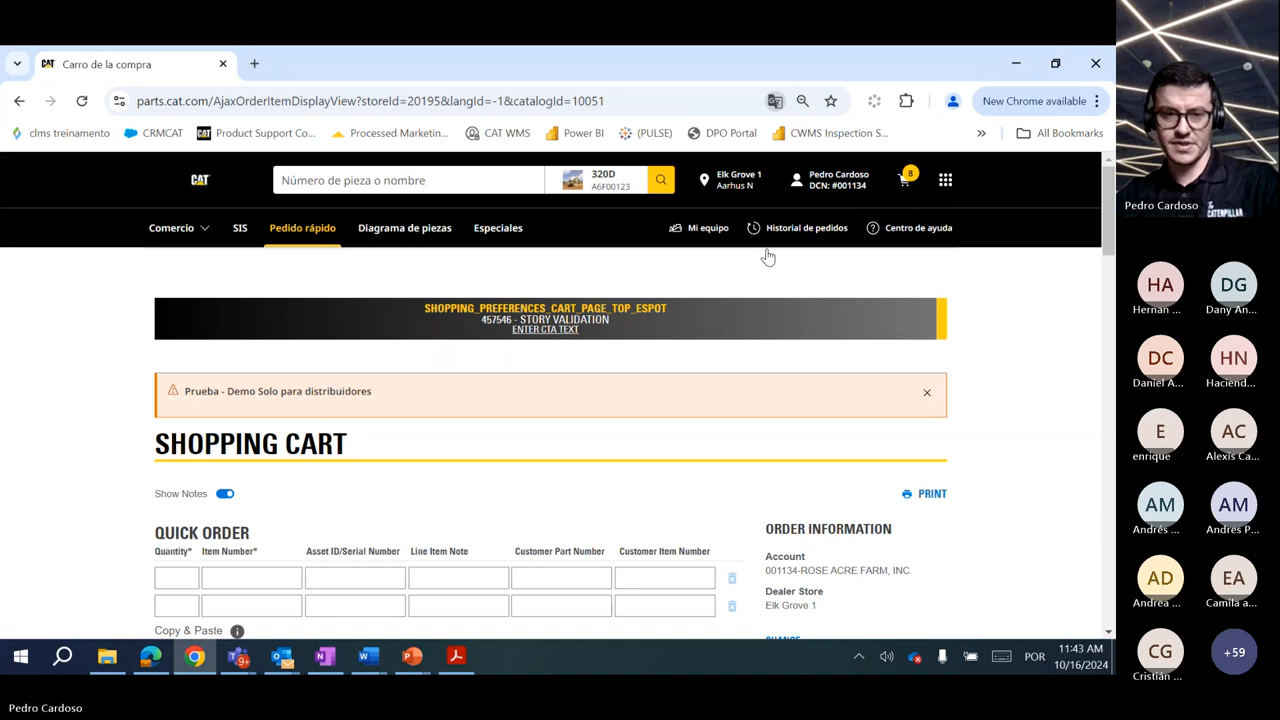 Carro de la compra
parts.cat.com/AjaxOrderItemDisplayView?storeId=20195&langId=-1&catalogId=10051
New Chrome available
clms treinamento
CRMCAT
Product Support Co...
Processed Marketin...
CAT WMS
Power BI
(PULSE)
DPO Portal
CWMS Inspection S...
»
All Bookmarks
CAT
Número de pieza o nombre
320D
A6F00123
Elk Grove 1
Aarhus N
Pedro Cardoso
DCN: #001134
8
Comercio
SIS
Pedido rápido
Diagrama de piezas
Especiales
Mi equipo
Historial de pedidos
Centro de ayuda
SHOPPING_PREFERENCES_CART_PAGE_TOP_ESPOT
457546 - STORY VALIDATION
ENTER CTA TEXT
Prueba - Demo Solo para distribuidores
SHOPPING CART
Show Notes
PRINT
QUICK ORDER
Quantity* Item Number* Asset ID/Serial Number Line Item Note Customer Part Number Customer Item Number
Copy & Paste
ORDER INFORMATION
Account
001134-ROSE ACRE FARM, INC.
Dealer Store
Elk Grove 1
CHANGE
POR
11:43 AM
10/16/2024
Pedro Cardoso
CATERPILLAR
Pedro Cardoso
HA
Hernan ...
DG
Dany An...
DC
Daniel A...
HN
Haciend...
E
enrique
AC
Alexis Ca...
AM
Andrés ...
AM
Andres P...
AD
Andrea ...
EA
Camila a...
CG
Cristián ...
+59